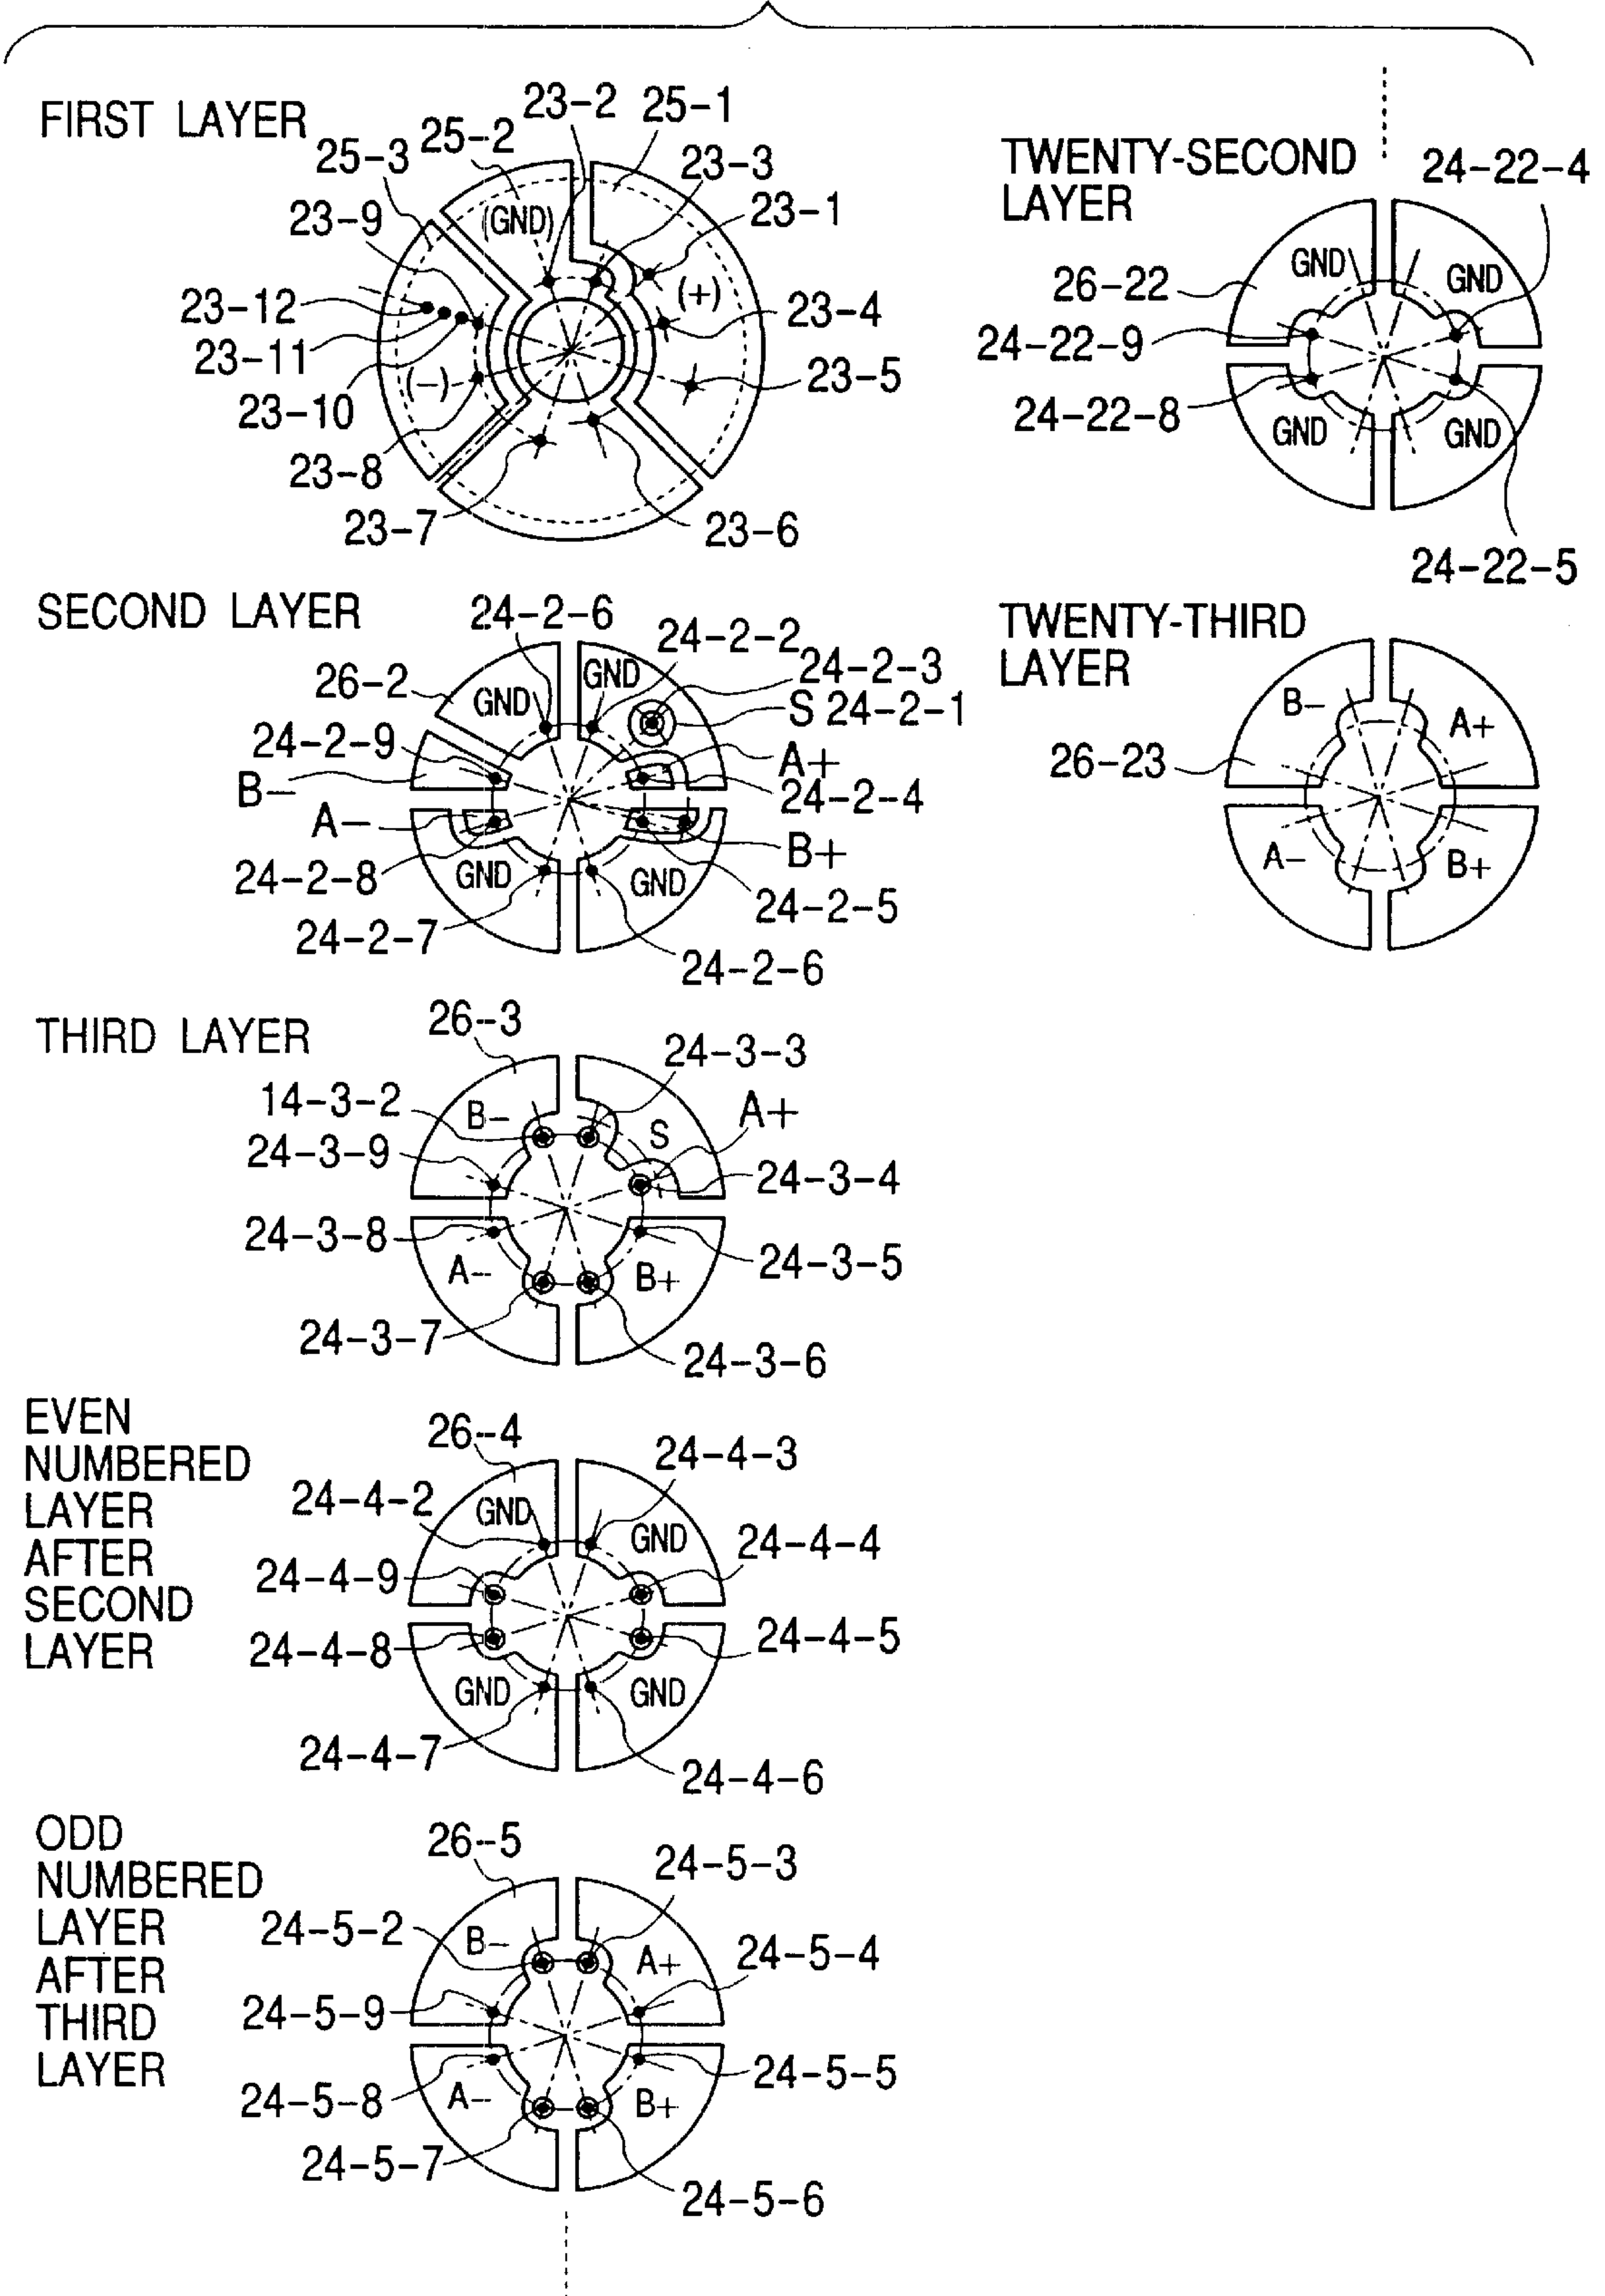 FIRST LAYER
23-2
25-1
25-2
25-3
23-3
23-9
23-1
(GND)
(+)
23-12
23-4
23-11
23-5
(-)
23-10
23-8
23-7
23-6
SECOND LAYER
24-2-6
24-2-2
24-2-3
26-2
GND
GND
S 24-2-1
24-2-9
A+
B-
24-2-4
A-
B+
24-2-8
GND
GND
24-2-5
24-2-7
24-2-6
THIRD LAYER
26-3
24-3-3
14-3-2
B-
A+
S
24-3-9
24-3-4
24-3-8
24-3-5
A-
B+
24-3-7
24-3-6
EVEN
NUMBERED
LAYER
AFTER
SECOND
LAYER
26-4
24-4-3
24-4-2
GND
GND
24-4-4
24-4-9
24-4-8
24-4-5
GND
GND
24-4-7
24-4-6
ODD
NUMBERED
LAYER
AFTER
THIRD
LAYER
26-5
24-5-3
24-5-2
B-
A+
24-5-4
24-5-9
24-5-8
24-5-5
A-
B+
24-5-7
24-5-6
TWENTY-SECOND
LAYER
24-22-4
26-22
GND
GND
24-22-9
24-22-8
GND
GND
24-22-5
TWENTY-THIRD
LAYER
B-
A+
26-23
A-
B+